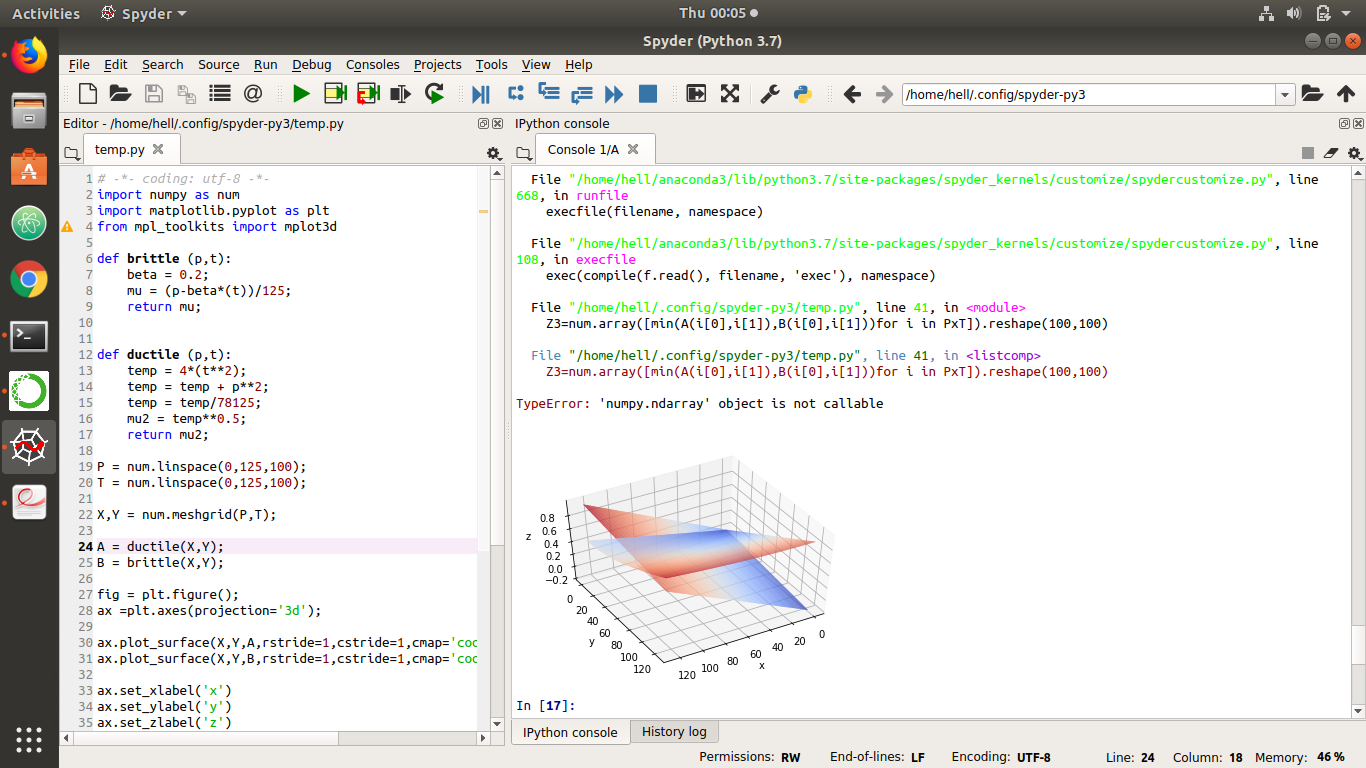 Activities
Spyder
Thu 00:05
Spyder (Python 3.7)
File Edit Search Source Run Debug Consoles Projects Tools View Help
/home/hell/.config/spyder-py3
Editor - /home/hell/.config/spyder-py3/temp.py
temp.py
1 # -*- coding: utf-8 -*-
2 import numpy as num
3 import matplotlib.pyplot as plt
4 from mpl_toolkits import mplot3d
5
6 def brittle (p,t):
7     beta = 0.2;
8     mu = (p-beta*(t))/125;
9     return mu;
10
11
12 def ductile (p,t):
13     temp = 4*(t**2);
14     temp = temp + p**2;
15     temp = temp/78125;
16     mu2 = temp**0.5;
17     return mu2;
18
19 P = num.linspace(0,125,100);
20 T = num.linspace(0,125,100);
21
22 X,Y = num.meshgrid(P,T);
23
24 A = ductile(X,Y);
25 B = brittle(X,Y);
26
27 fig = plt.figure();
28 ax =plt.axes(projection='3d');
29
30 ax.plot_surface(X,Y,A,rstride=1,cstride=1,cmap='coo
31 ax.plot_surface(X,Y,B,rstride=1,cstride=1,cmap='coo
32
33 ax.set_xlabel('x')
34 ax.set_ylabel('y')
35 ax.set_zlabel('z')
IPython console
Console 1/A
File "/home/hell/anaconda3/lib/python3.7/site-packages/spyder_kernels/customize/spydercustomize.py", line
668, in runfile
execfile(filename, namespace)
File "/home/hell/anaconda3/lib/python3.7/site-packages/spyder_kernels/customize/spydercustomize.py", line
108, in execfile
exec(compile(f.read(), filename, 'exec'), namespace)
File "/home/hell/.config/spyder-py3/temp.py", line 41, in <module>
Z3=num.array([min(A(i[0],i[1]),B(i[0],i[1]))for i in PxT]).reshape(100,100)
File "/home/hell/.config/spyder-py3/temp.py", line 41, in <listcomp>
Z3=num.array([min(A(i[0],i[1]),B(i[0],i[1]))for i in PxT]).reshape(100,100)
TypeError: 'numpy.ndarray' object is not callable
z
0.8
0.6
0.4
0.2
0.0
−0.2
0
20
40
60
80
100
120
y
120 100 80 60 40 20 0
x
In [17]:
IPython console
History log
Permissions: RW End-of-lines: LF Encoding: UTF-8 Line: 24 Column: 18 Memory: 46 %